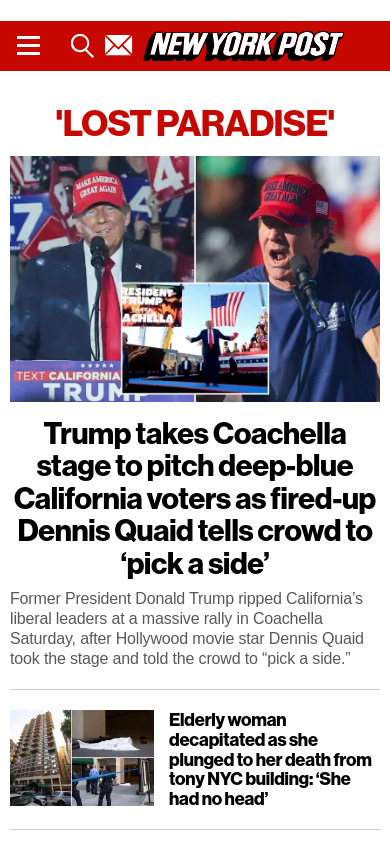 NEW YORK POST
'LOST PARADISE'
MAKE AMERICA
GREAT AGAIN
MAKE AMERICA
GREAT AGAIN
47
4
RESIDENT
TRUMP
ACHELLA
TEXT CALIFORNIA
TRUMP
Trump takes Coachella
stage to pitch deep-blue
California voters as fired-up
Dennis Quaid tells crowd to
‘pick a side’
Former President Donald Trump ripped California’s
liberal leaders at a massive rally in Coachella
Saturday, after Hollywood movie star Dennis Quaid
took the stage and told the crowd to “pick a side.”
Elderly woman
decapitated as she
plunged to her death from
tony NYC building: ‘She
had no head’